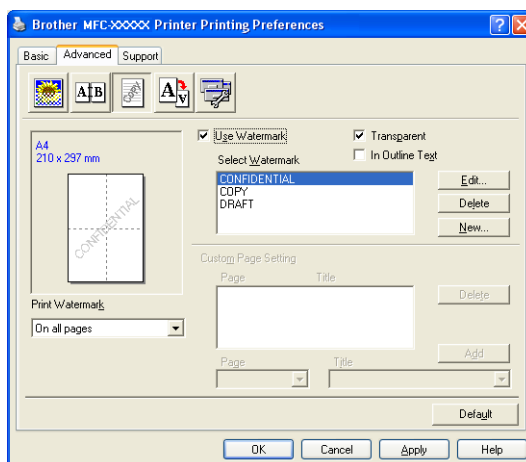 Brother MFC-XXXXX Printer Printing Preferences
Basic Advanced Support
A B COPY A A
A4
210 x 297 mm
CONFIDENTIAL
Print Watermark
On all pages
Use Watermark
Transparent
In Outline Text
Select Watermark
CONFIDENTIAL
COPY
DRAFT
Edit...
Delete
New...
Custom Page Setting
Page Title
Delete
Add
Page Title
Default
OK Cancel Apply Help